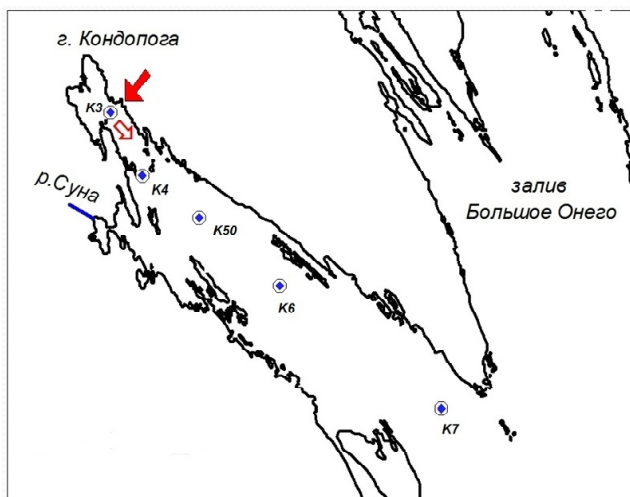 г. Кондопога
К3
К4
р.Суна
залив
Большое Онего
К50
К6
К7